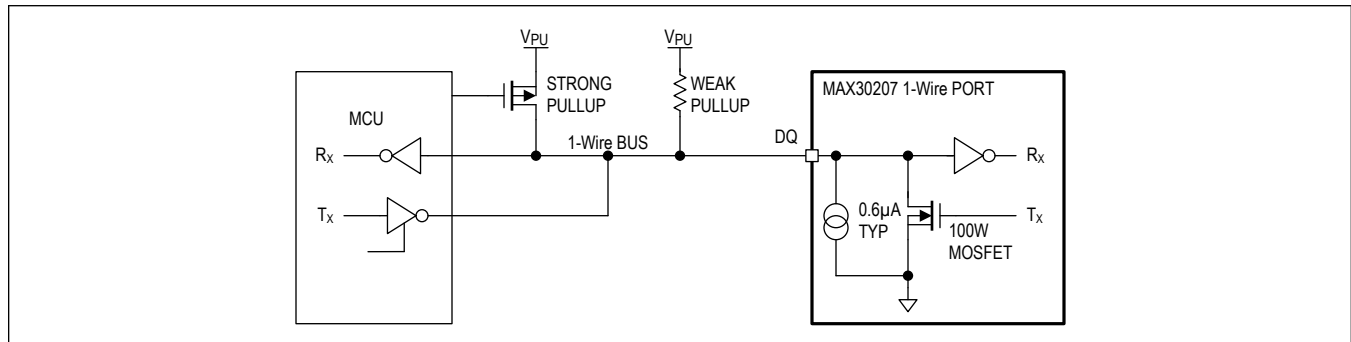 VPU
VPU
STRONG
PULLUP
WEAK
PULLUP
MAX30207 1-Wire PORT
MCU
DQ
1-Wire BUS
RX
RX
TX
0.6µA
TYP
TX
100W
MOSFET